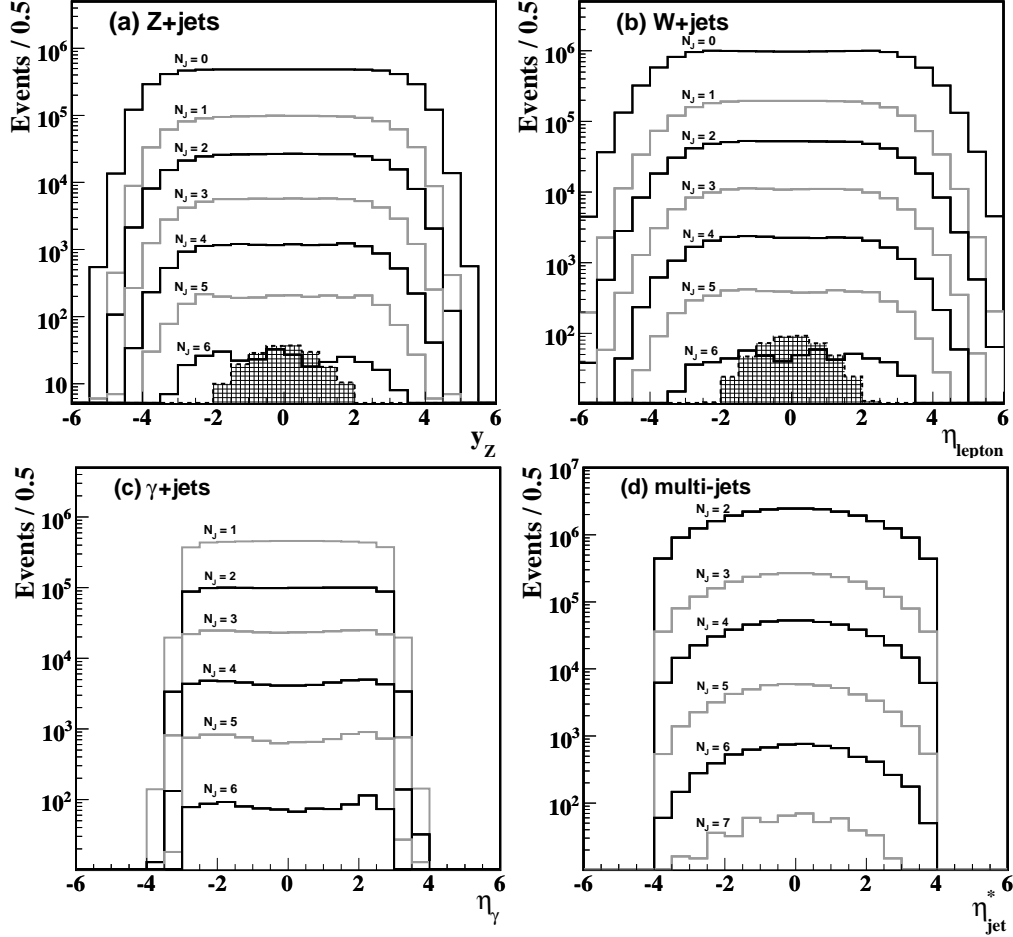 (a) Z+jets
Events / 0.5
10^6
10^5
10^4
10^3
10^2
10
N_J = 0
N_J = 1
N_J = 2
N_J = 3
N_J = 4
N_J = 5
N_J = 6
-6 -4 -2 0 2 4 6
y_Z
(b) W+jets
Events / 0.5
10^6
10^5
10^4
10^3
10^2
N_J = 0
N_J = 1
N_J = 2
N_J = 3
N_J = 4
N_J = 5
N_J = 6
-6 -4 -2 0 2 4 6
η_lepton
(c) γ+jets
Events / 0.5
10^6
10^5
10^4
10^3
10^2
N_J = 1
N_J = 2
N_J = 3
N_J = 4
N_J = 5
N_J = 6
-6 -4 -2 0 2 4 6
η_γ
(d) multi-jets
Events / 0.5
10^7
10^6
10^5
10^4
10^3
10^2
N_J = 2
N_J = 3
N_J = 4
N_J = 5
N_J = 6
N_J = 7
-6 -4 -2 0 2 4 6
η*_jet